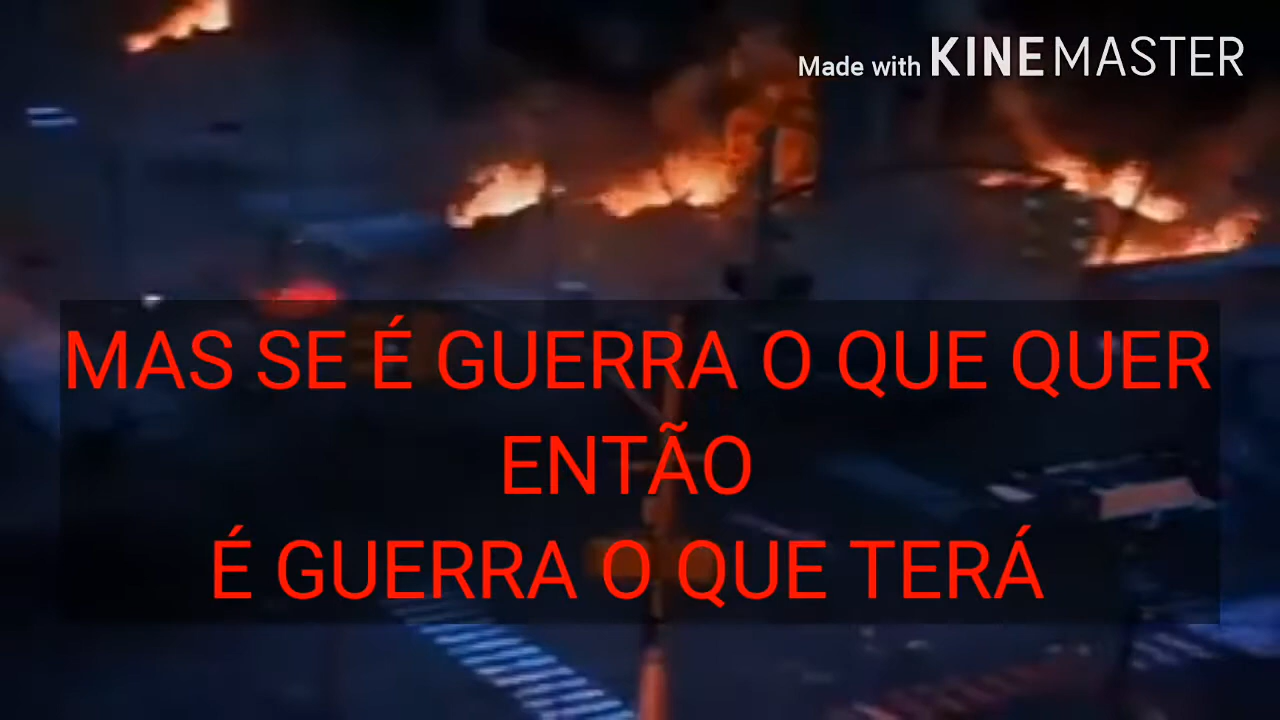 Made with KINEMASTER
MAS SE É GUERRA O QUE QUER
ENTÃO
É GUERRA O QUE TERÁ